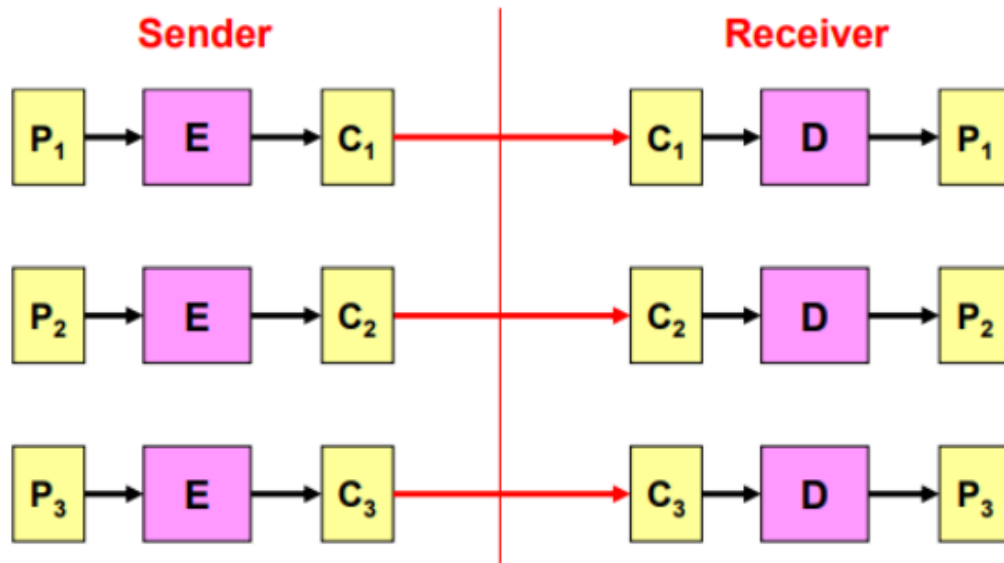 Sender Receiver
P₁ E C₁ C₁ D P₁
P₂ E C₂ C₂ D P₂
P₃ E C₃ C₃ D P₃